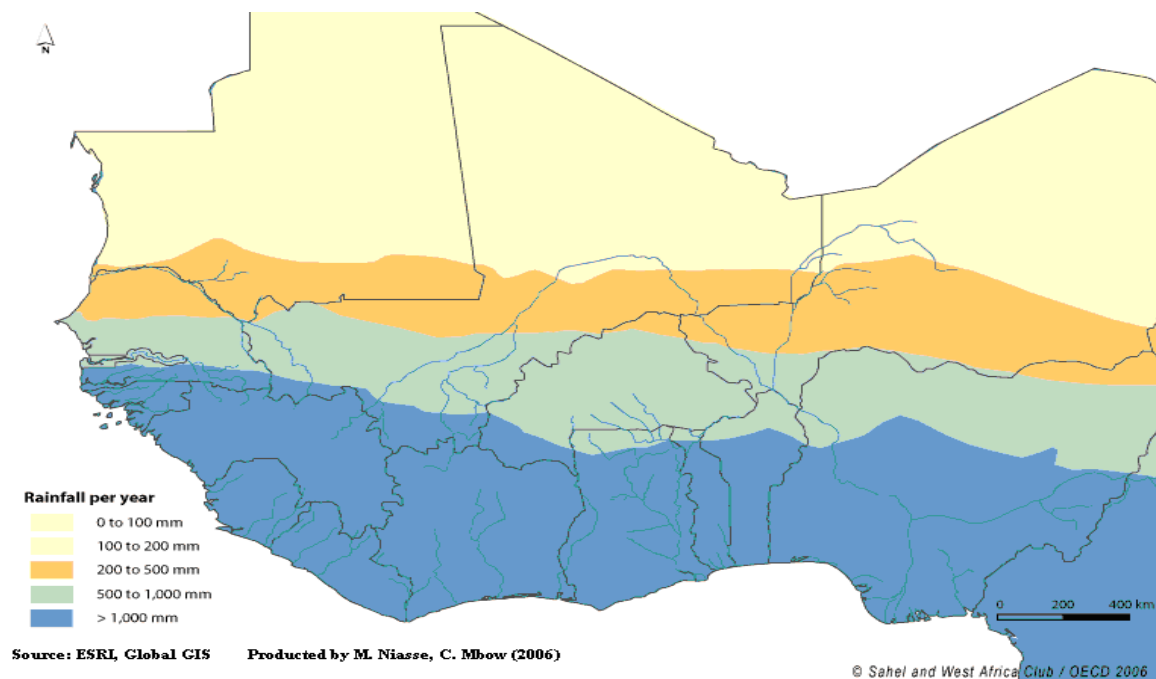 N
Rainfall per year
0 to 100 mm
100 to 200 mm
200 to 500 mm
500 to 1,000 mm
> 1,000 mm
0 200 400 km
Source: ESRI, Global GIS Producted by M. Niasse, C. Mbow (2006)
© Sahel and West Africa Club / OECD 2006